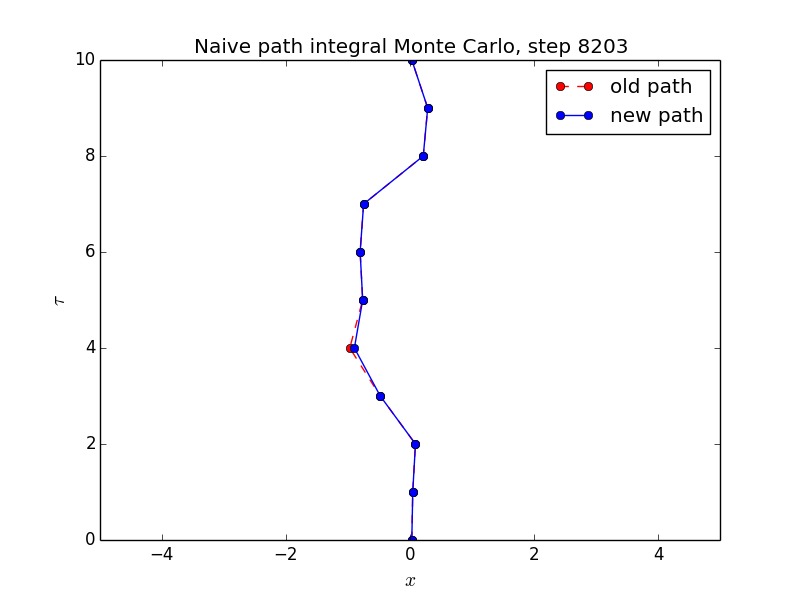 Naive path integral Monte Carlo, step 8203
10
8
6
4
2
0
τ
old path
new path
−4
−2
0
2
4
x